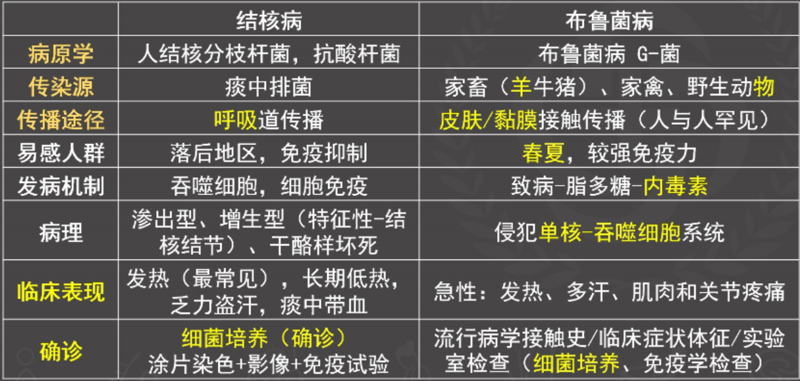 结核病 布鲁菌病
病原学 人结核分枝杆菌，抗酸杆菌 布鲁菌病 G-菌
传染源 痰中排菌 家畜（羊牛猪）、家禽、野生动物
传播途径 呼吸道传播 皮肤/黏膜接触传播（人与人罕见）
易感人群 落后地区，免疫抑制 春夏，较强免疫力
发病机制 吞噬细胞，细胞免疫 致病-脂多糖-内毒素
病理 渗出型、增生型（特征性-结
核结节）、干酪样坏死 侵犯单核-吞噬细胞系统
临床表现 发热（最常见），长期低热，
乏力盗汗，痰中带血 急性：发热、多汗、肌肉和关节疼痛
确诊 细菌培养（确诊）
涂片染色+影像+免疫试验 流行病学接触史/临床症状体征/实
验室检查（细菌培养、免疫学检查）